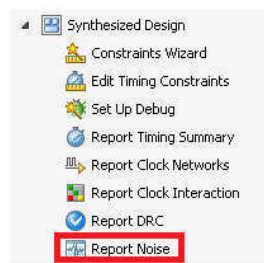 Synthesized Design
Constraints Wizard
Edit Timing Constraints
Set Up Debug
Report Timing Summary
Report Clock Networks
Report Clock Interaction
Report DRC
Report Noise